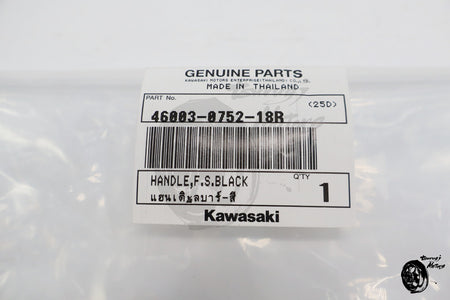 GENUINE PARTS
KAWASAKI MOTORS ENTERPRISE(THAILAND) CO.,LTD.
MADE IN THAILAND
PART No. (25D)
46003-0752-18R
HANDLE,F.S.BLACK Q'TY
แฮนเดิ้ลบาร์-สี 1
Kawasaki